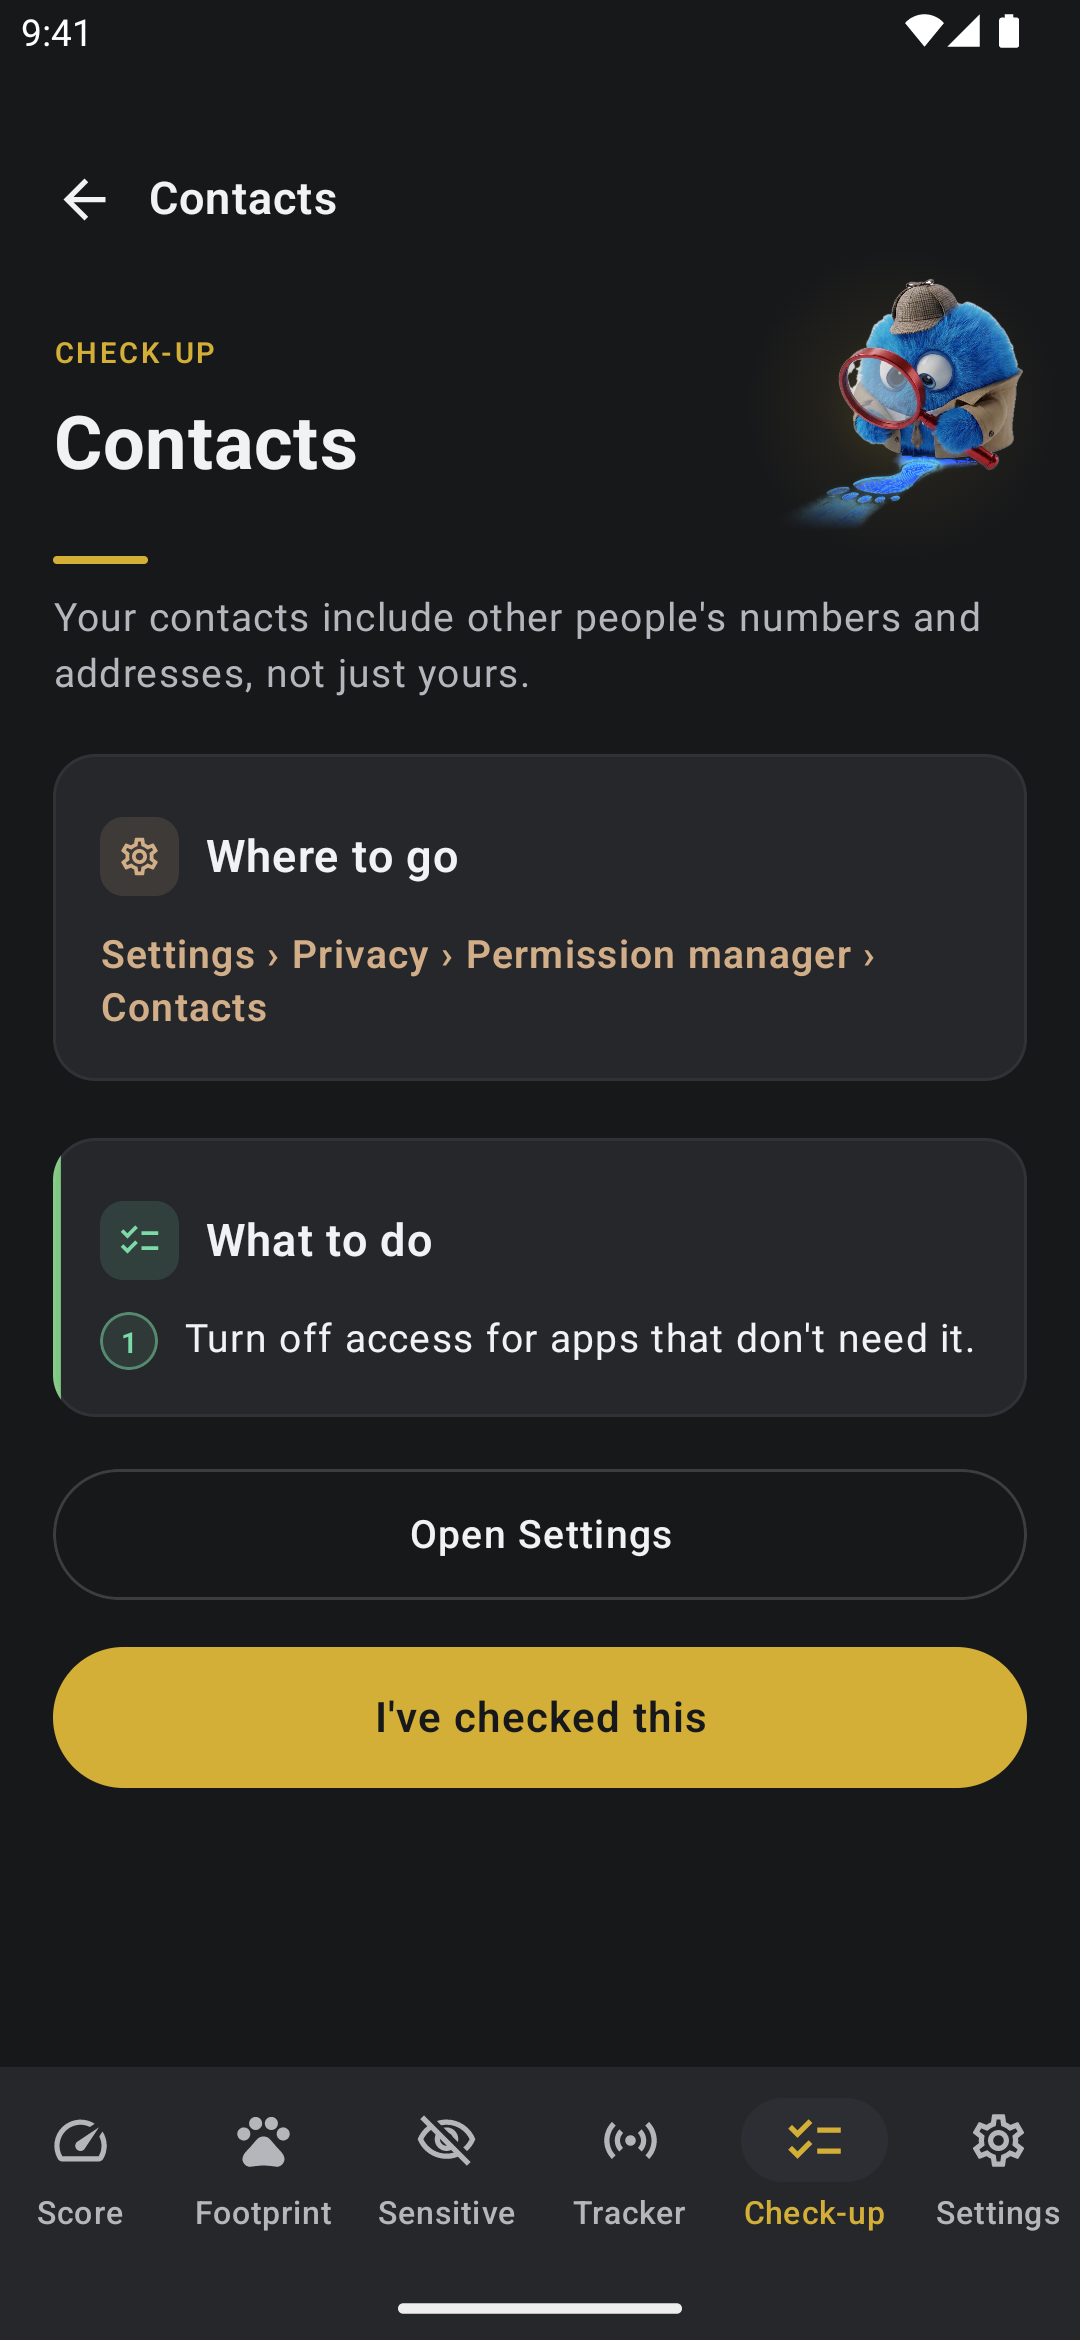 9:41
Contacts
CHECK-UP
Contacts
Your contacts include other people's numbers and
addresses, not just yours.
Where to go
Settings › Privacy › Permission manager ›
Contacts
What to do
1 Turn off access for apps that don't need it.
Open Settings
I've checked this
Score Footprint Sensitive Tracker Check-up Settings